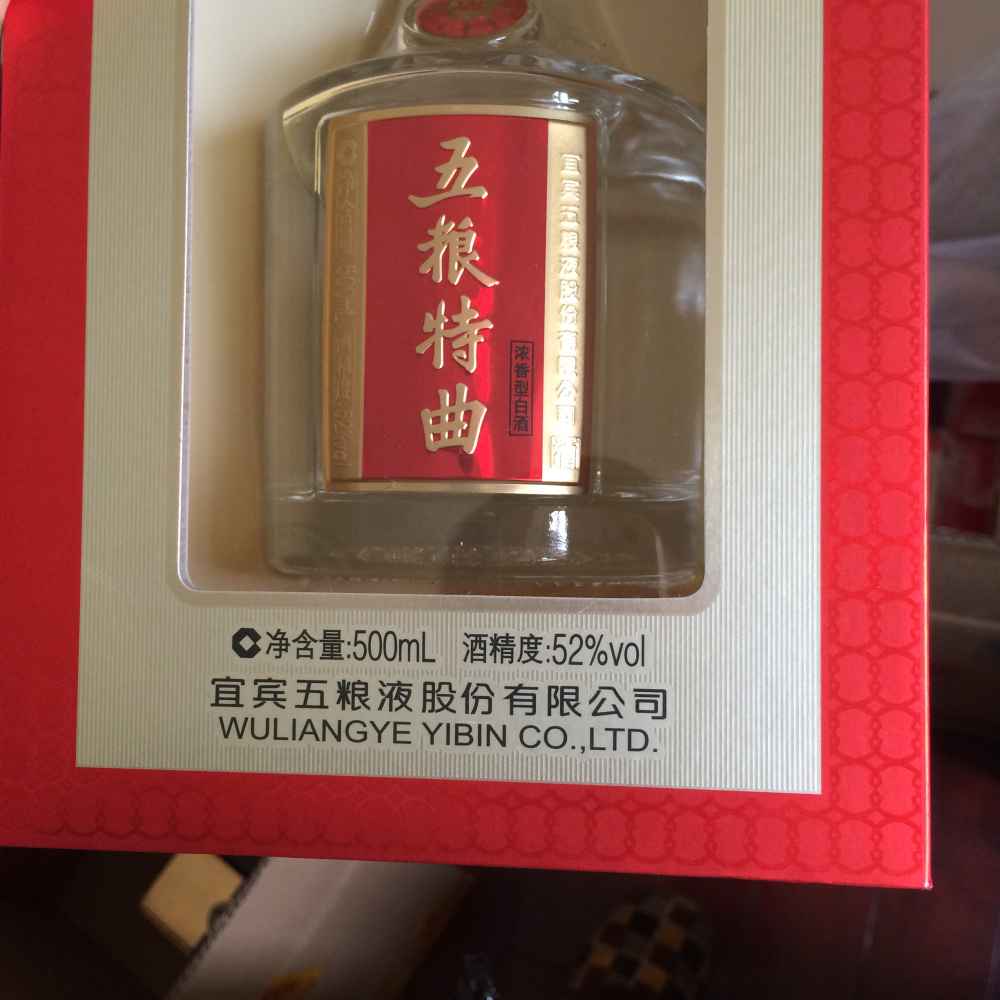 五粮特曲
浓香型白酒
宜宾五粮液股份有限公司
净含量:500mL 酒精度:52%vol
宜宾五粮液股份有限公司
WULIANGYE YIBIN CO.,LTD.